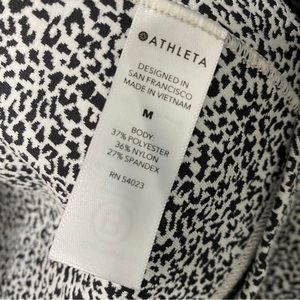 ATHLETA
DESIGNED IN
SAN FRANCISCO
MADE IN VIETNAM
M
BODY:
37% POLYESTER
36% NYLON
27% SPANDEX
RN 54023